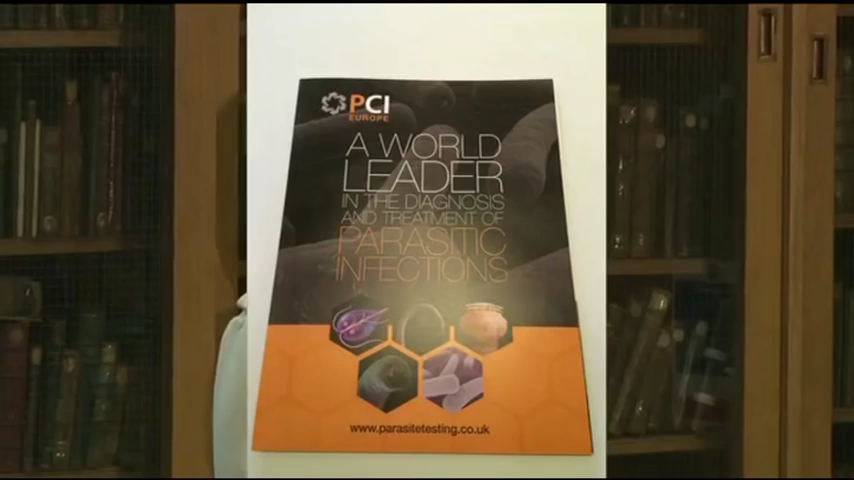 PCI
EUROPE
A WORLD
LEADER
IN THE DIAGNOSIS
AND TREATMENT OF
PARASITIC
INFECTIONS
www.parasitetesting.co.uk